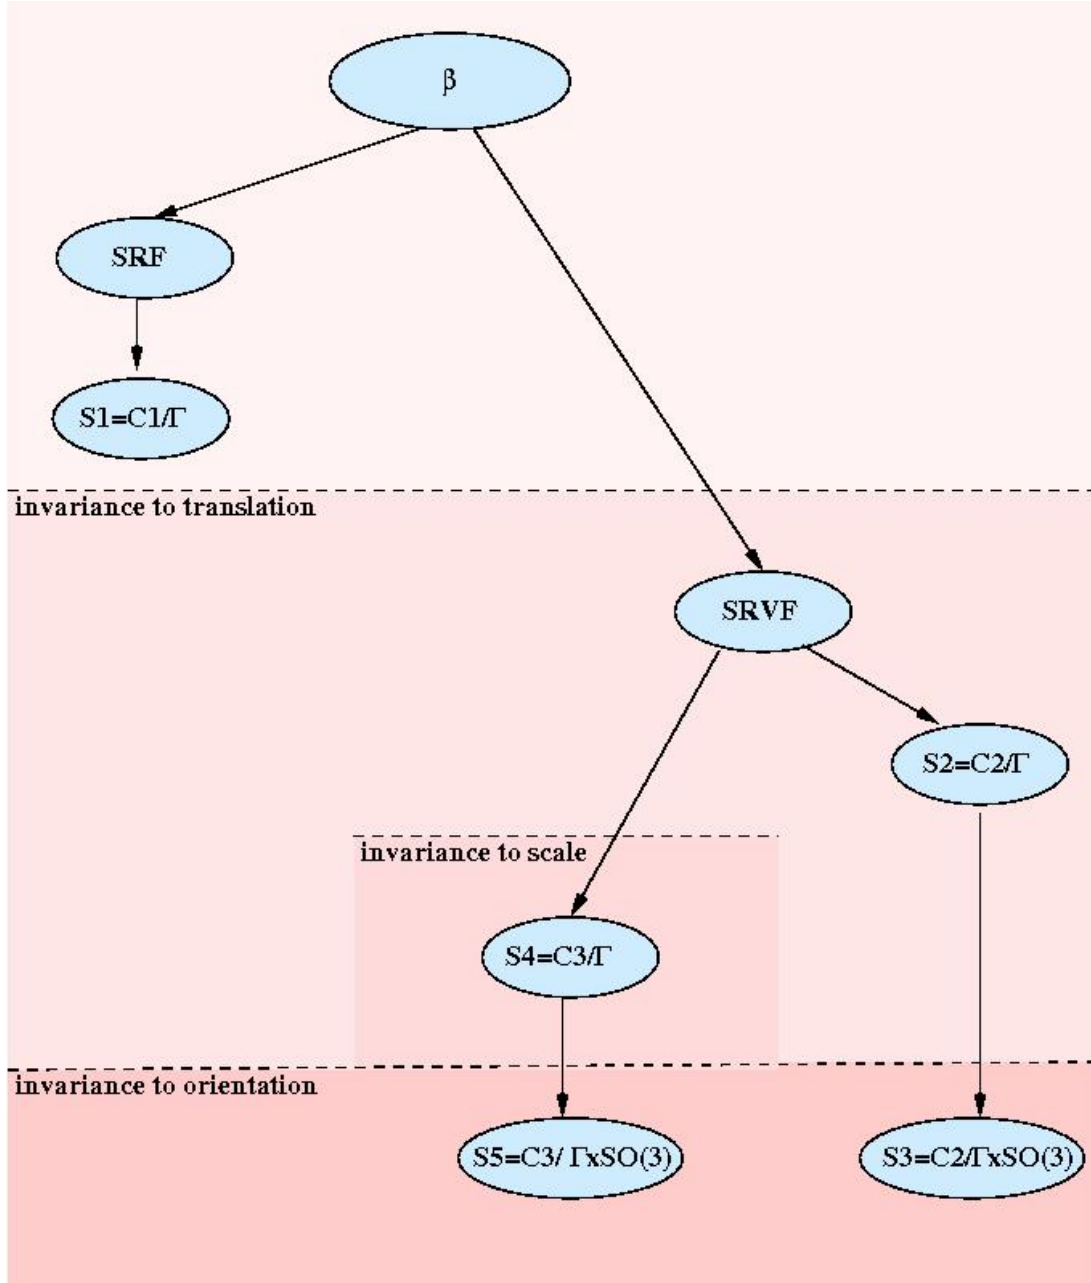 β
SRF
S1=C1/Γ
invariance to translation
SRVF
S2=C2/Γ
invariance to scale
S4=C3/Γ
invariance to orientation
S5=C3/ ΓxSO(3)
S3=C2/ΓxSO(3)